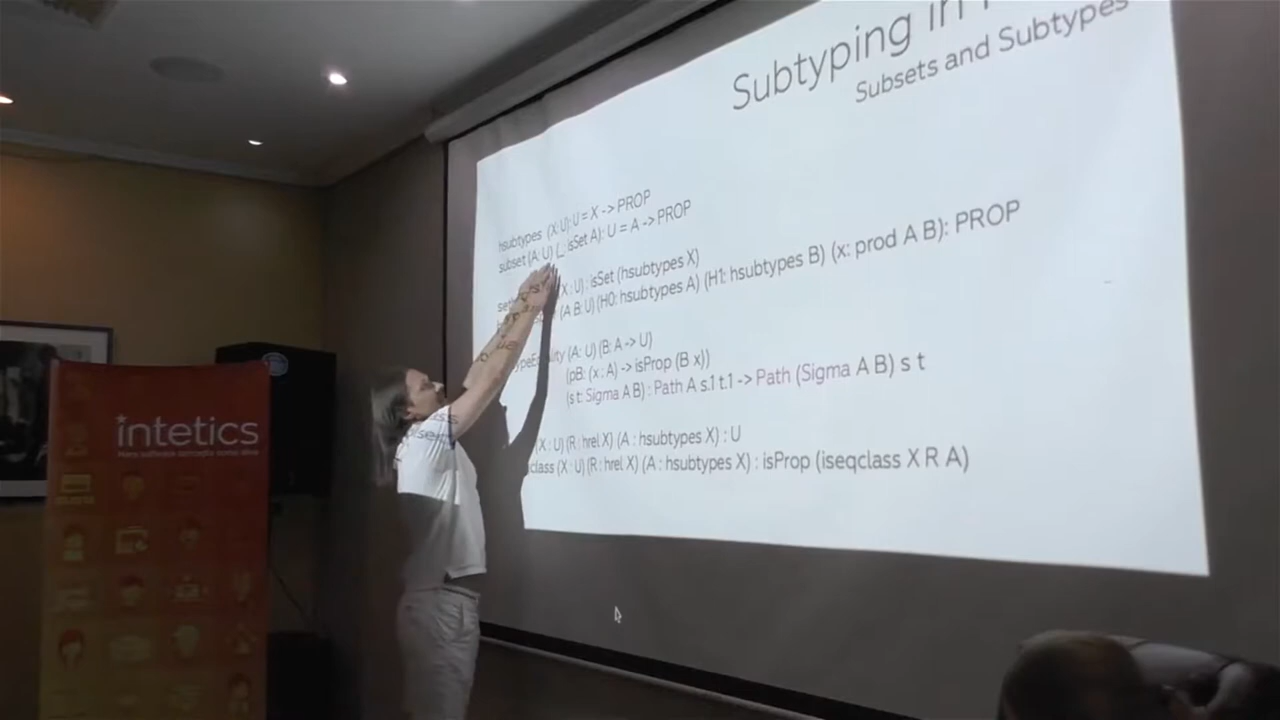 Subtyping in
Subsets and Subtypes
hsubtypes (X: U): U = X -> PROP
subset (A: U) (_: isSet A): U = A -> PROP
(X : U) : isSet (hsubtypes X)
(A B: U) (H0: hsubtypes A) (H1: hsubtypes B) (x: prod A B): PROP
(A: U) (B: A -> U)
(pB: (x : A) -> isProp (B x))
(s t: Sigma A B) : Path A s.1 t.1 -> Path (Sigma A B) s t
(X : U) (R : hrel X) (A : hsubtypes X) : U
class (X : U) (R : hrel X) (A : hsubtypes X) : isProp (iseqclass X R A)
intetics